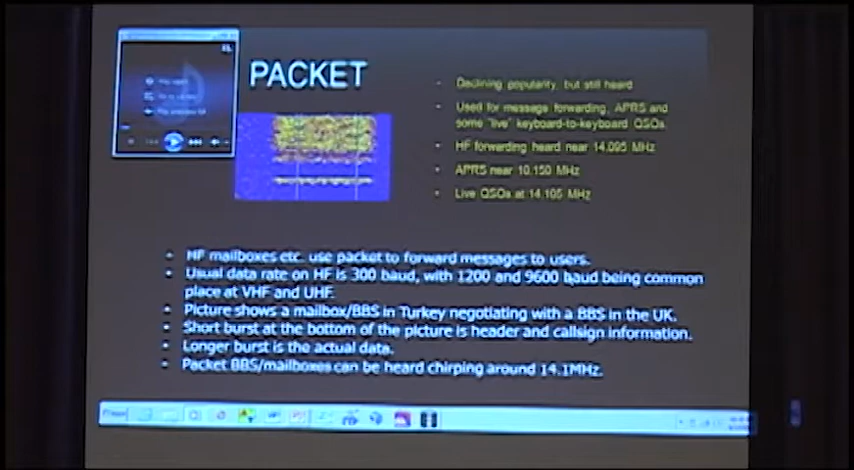 PACKET
- Declining popularity, but still heard
- Used for message forwarding, APRS and
some "live" keyboard-to-keyboard QSOs
- HF forwarding heard near 14.095 MHz
- APRS near 10.150 MHz
- Live QSOs at 14.105 MHz
- HF mailboxes etc. use packet to forward messages to users.
- Usual data rate on HF is 300 baud, with 1200 and 9600 baud being common
place at VHF and UHF.
- Picture shows a mailbox/BBS in Turkey negotiating with a BBS in the UK.
- Short burst at the bottom of the picture is header and callsign information.
- Longer burst is the actual data.
- Packet BBS/mailboxes can be heard chirping around 14.1MHz.